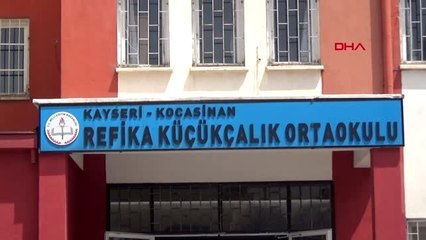 DHA
KAYSERİ - KOCASİNAN
REFİKA KÜÇÜKÇALIK ORTAOKULU